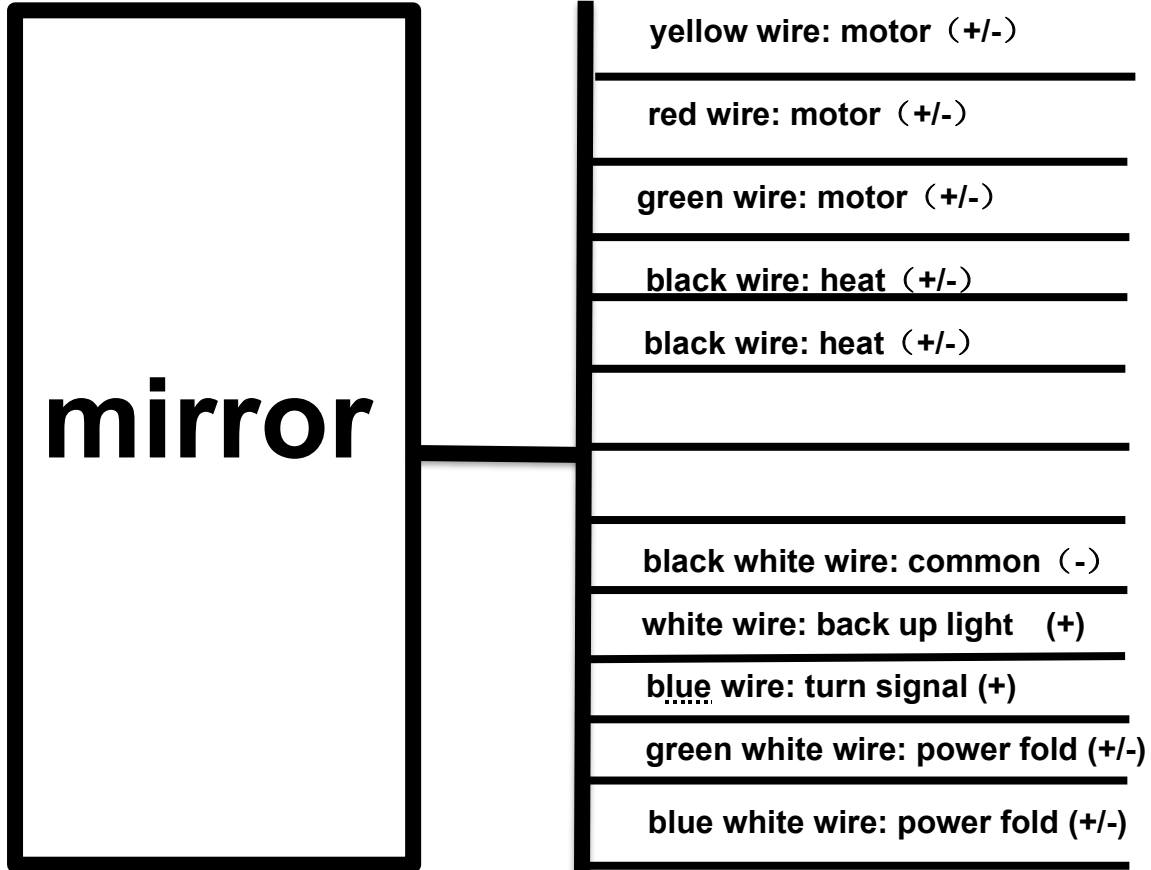 yellow wire: motor（+/-）
red wire: motor（+/-）
green wire: motor（+/-）
black wire: heat（+/-）
black wire: heat（+/-）
mirror
black white wire: common（-）
white wire: back up light (+)
blue wire: turn signal (+)
green white wire: power fold (+/-)
blue white wire: power fold (+/-)